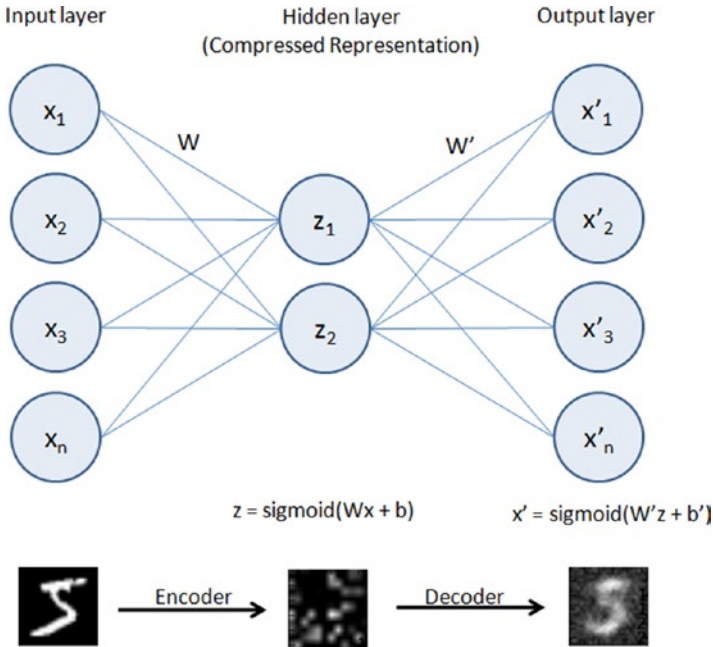 Input layer
Hidden layer
(Compressed Representation)
Output layer
x₁
x'₁
W
W'
x₂
z₁
x'₂
x₃
z₂
x'₃
xₙ
x'ₙ
z = sigmoid(Wx + b)
x' = sigmoid(W'z + b')
Encoder
Decoder